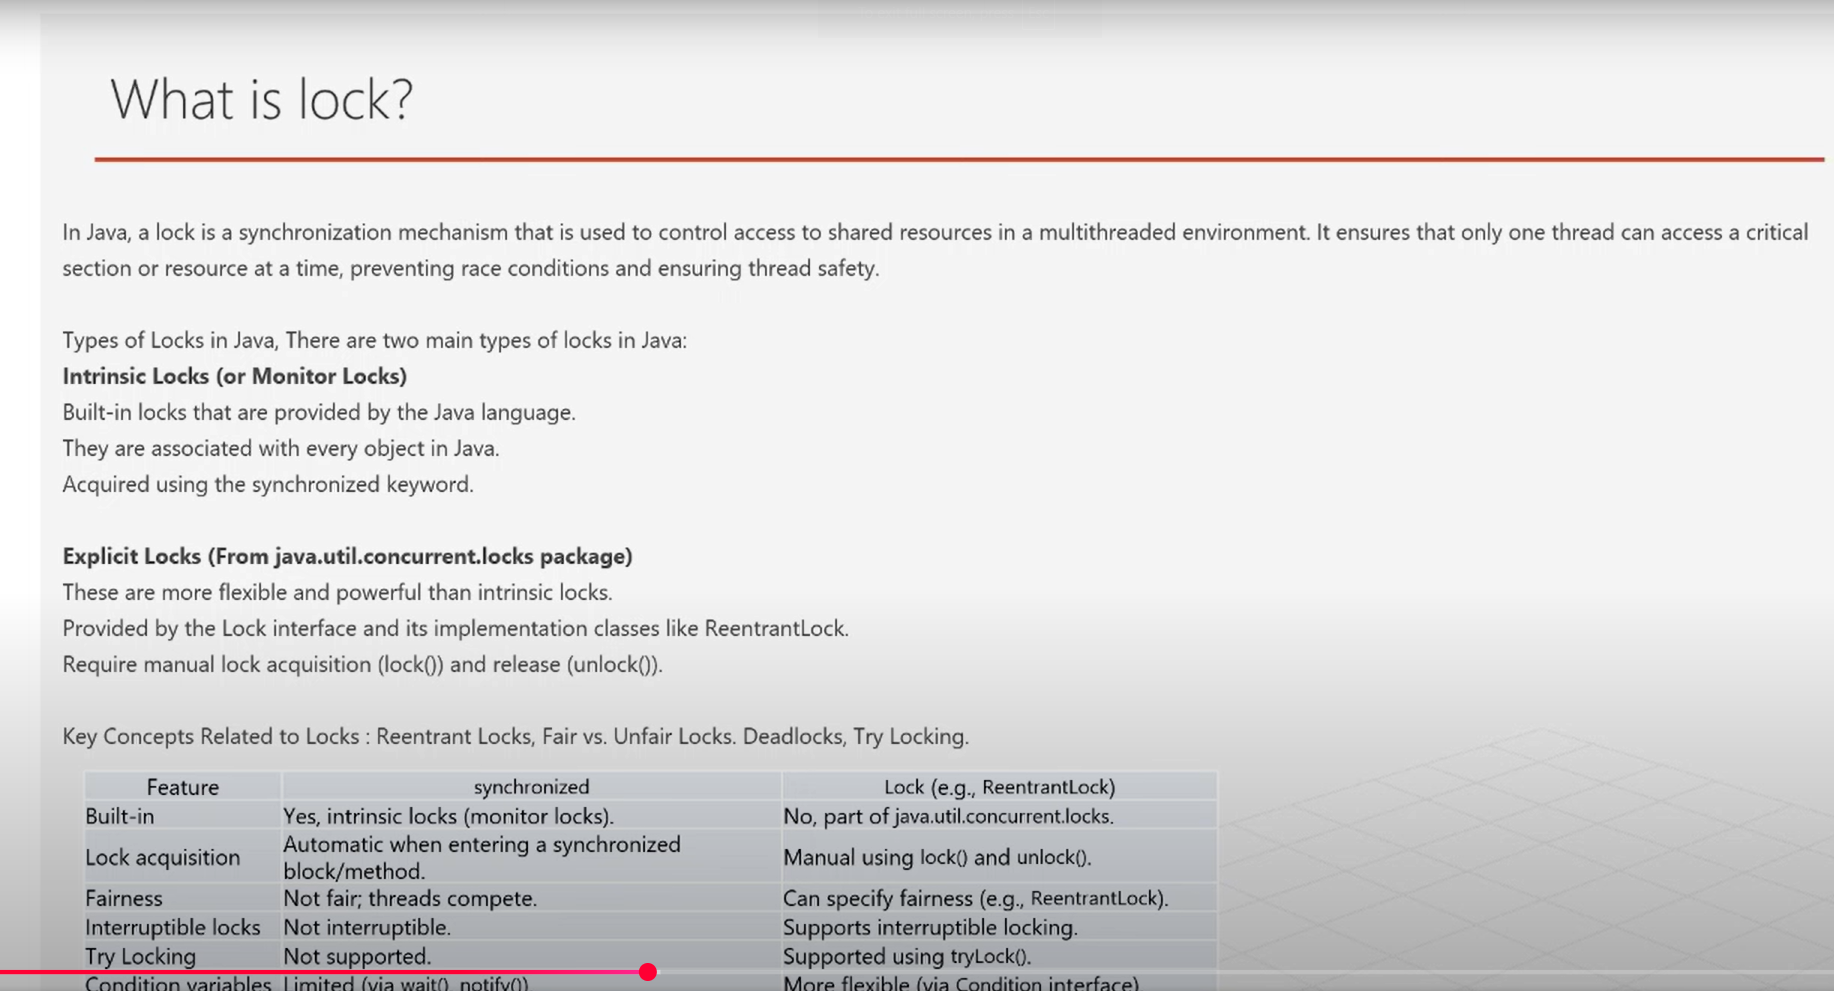 What is lock?
In Java, a lock is a synchronization mechanism that is used to control access to shared resources in a multithreaded environment. It ensures that only one thread can access a critical
section or resource at a time, preventing race conditions and ensuring thread safety.
Types of Locks in Java, There are two main types of locks in Java:
Intrinsic Locks (or Monitor Locks)
Built-in locks that are provided by the Java language.
They are associated with every object in Java.
Acquired using the synchronized keyword.
Explicit Locks (From java.util.concurrent.locks package)
These are more flexible and powerful than intrinsic locks.
Provided by the Lock interface and its implementation classes like ReentrantLock.
Require manual lock acquisition (lock()) and release (unlock()).
Key Concepts Related to Locks : Reentrant Locks, Fair vs. Unfair Locks. Deadlocks, Try Locking.
Feature synchronized Lock (e.g., ReentrantLock)
Built-in Yes, intrinsic locks (monitor locks). No, part of java.util.concurrent.locks.
Lock acquisition Automatic when entering a synchronized block/method. Manual using lock() and unlock().
Fairness Not fair; threads compete. Can specify fairness (e.g., ReentrantLock).
Interruptible locks Not interruptible. Supports interruptible locking.
Try Locking Not supported. Supported using tryLock().
Condition variables Limited (via wait(), notify()) More flexible (via Condition interface)